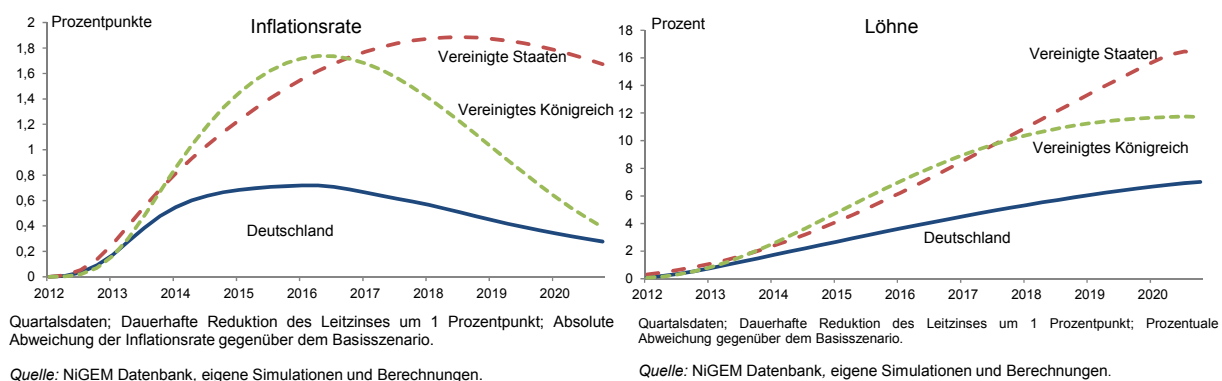 Prozentpunkte
Inflationsrate
2
1,8
1,6
1,4
1,2
1
0,8
0,6
0,4
0,2
0
Vereinigte Staaten
Vereinigtes Königreich
Deutschland
2012 2013 2014 2015 2016 2017 2018 2019 2020
Quartalsdaten; Dauerhafte Reduktion des Leitzinses um 1 Prozentpunkt; Absolute
Abweichung der Inflationsrate gegenüber dem Basisszenario.
Quelle: NiGEM Datenbank, eigene Simulationen und Berechnungen.
Prozent
Löhne
18
16
14
12
10
8
6
4
2
0
Vereinigte Staaten
Vereinigtes Königreich
Deutschland
2012 2013 2014 2015 2016 2017 2018 2019 2020
Quartalsdaten; Dauerhafte Reduktion des Leitzinses um 1 Prozentpunkt; Prozentuale
Abweichung gegenüber dem Basisszenario.
Quelle: NiGEM Datenbank, eigene Simulationen und Berechnungen.